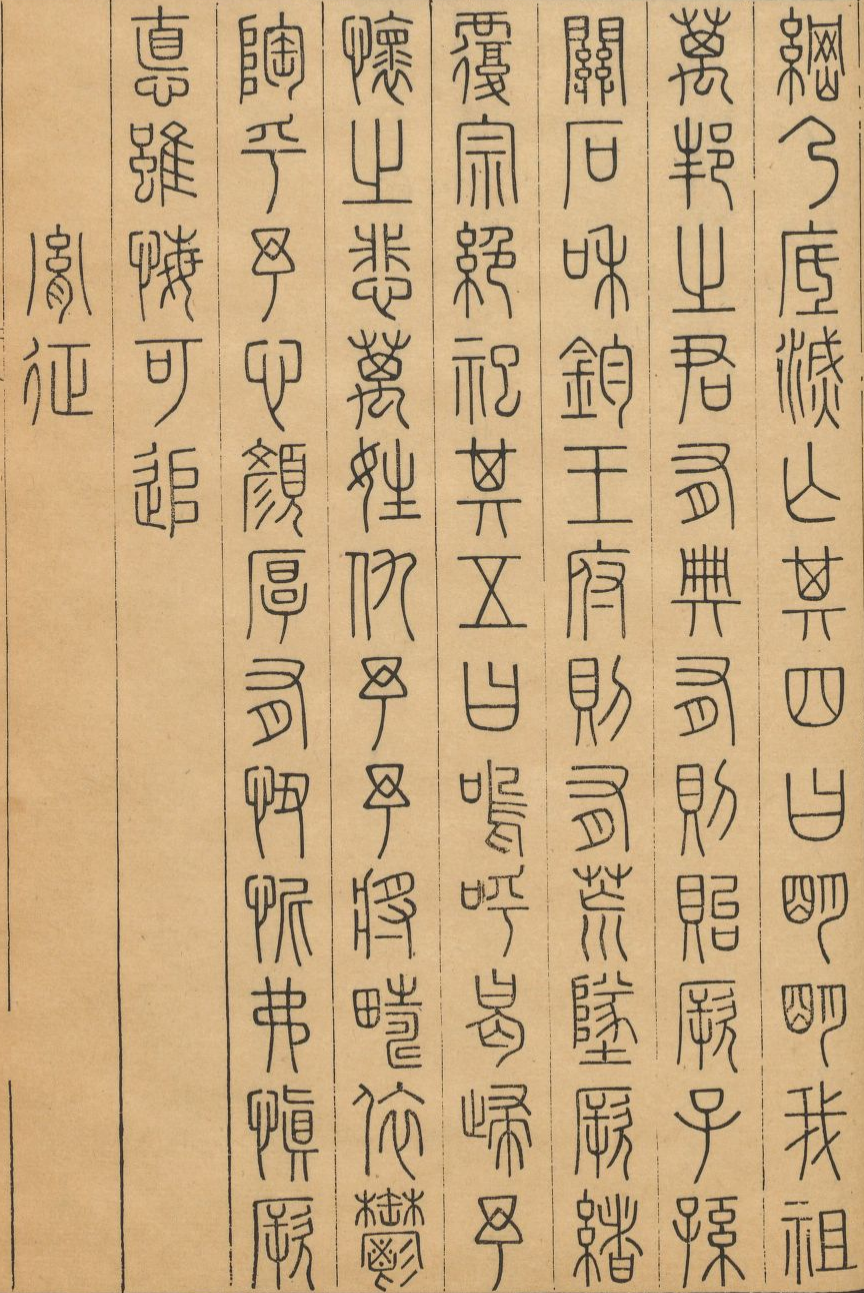 綱乃底滅亡其四曰明明我祖
萬邦之君有典有則貽厥子孫
關石和鈞王府則有荒墜厥緒
覆宗絕祀其五曰嗚呼曷歸予
懷之悲萬姓仇予予將疇依鬱
陶乎予心顏厚有忸怩弗慎厥
悳雖悔可追
胤征